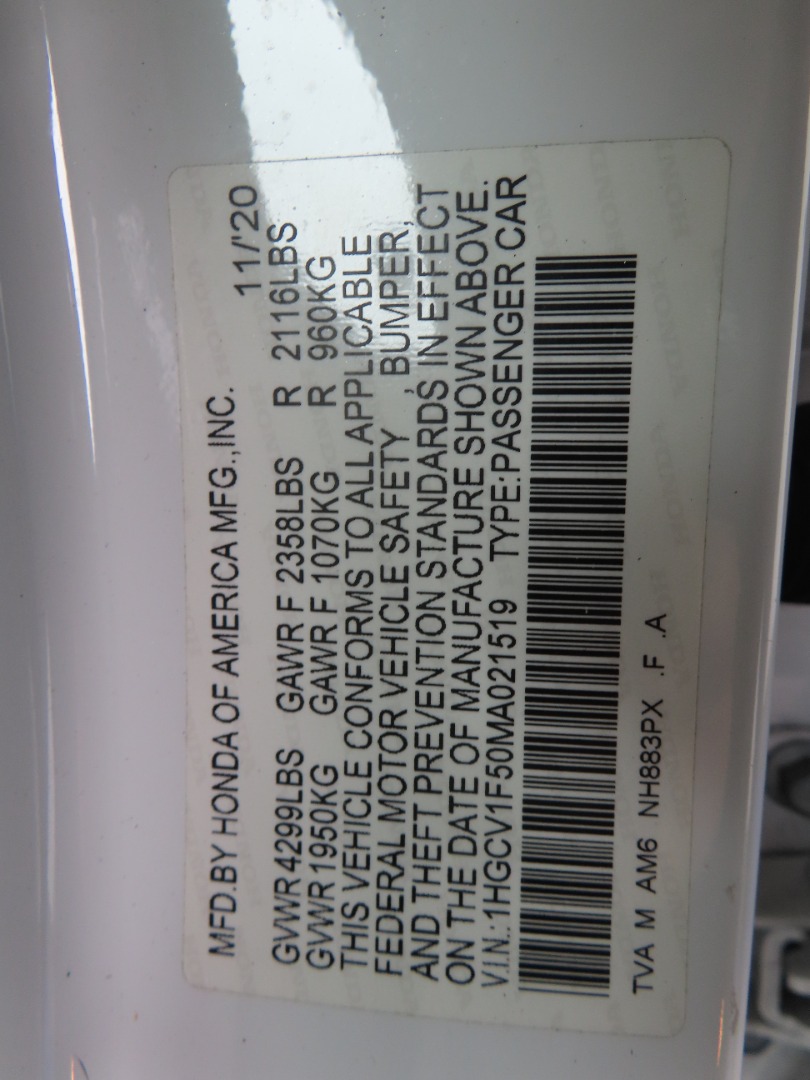 MFD.BY HONDA OF AMERICA MFG.,INC. 11/'20
GVWR 4299LBS GAWR F 2358LBS R 2116LBS
GVWR 1950KG GAWR F 1070KG R 960KG
THIS VEHICLE CONFORMS TO ALL APPLICABLE
FEDERAL MOTOR VEHICLE SAFETY , BUMPER,
AND THEFT PREVENTION STANDARDS IN EFFECT
ON THE DATE OF MANUFACTURE SHOWN ABOVE.
V.I.N.:1HGCV1F50MA021519 TYPE:PASSENGER CAR
TVA M AM6 NH883PX .F .A